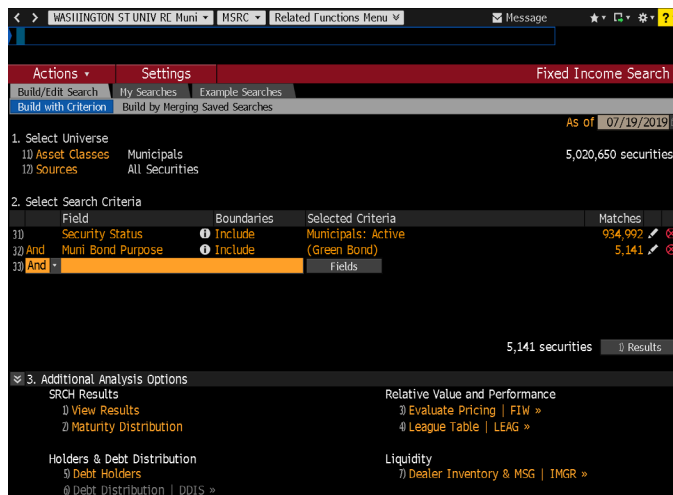 < > WASHINGTON ST UNIV RE Muni MSRC Related Functions Menu Message ?
Actions Settings Fixed Income Search
Build/Edit Search My Searches Example Searches
Build with Criterion Build by Merging Saved Searches
As of 07/19/2019
1. Select Universe
11) Asset Classes Municipals 5,020,650 securities
12) Sources All Securities
2. Select Search Criteria
Field Boundaries Selected Criteria Matches
31) Security Status Include Municipals: Active 934,992
32) And Muni Bond Purpose Include (Green Bond) 5,141
33) And Fields
5,141 securities 1) Results
3. Additional Analysis Options
SRCH Results Relative Value and Performance
1) View Results 3) Evaluate Pricing | FIW »
2) Maturity Distribution 4) League Table | LEAG »
Holders & Debt Distribution Liquidity
5) Debt Holders 7) Dealer Inventory & MSG | IMGR »
6) Debt Distribution | DDIS »